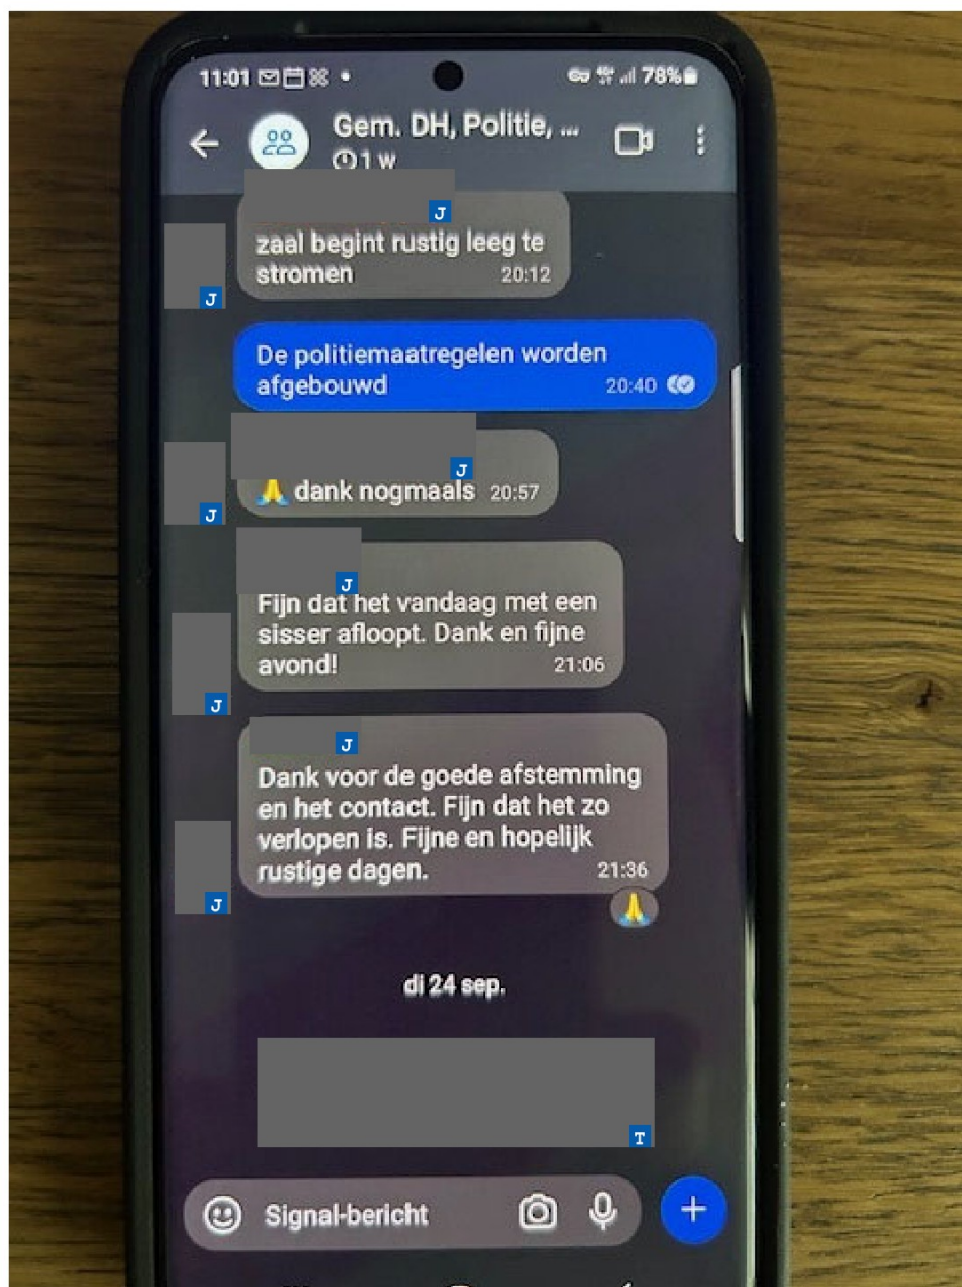 11:01
78%
Gem. DH, Politie, ...
1 w
J
zaal begint rustig leeg te
stromen 20:12
J
De politiemaatregelen worden
afgebouwd 20:40
J
🙏 dank nogmaals 20:57
J
J
Fijn dat het vandaag met een
sisser afloopt. Dank en fijne
avond! 21:06
J
J
Dank voor de goede afstemming
en het contact. Fijn dat het zo
verlopen is. Fijne en hopelijk
rustige dagen. 21:36
J
🙏
di 24 sep.
T
Signal-bericht